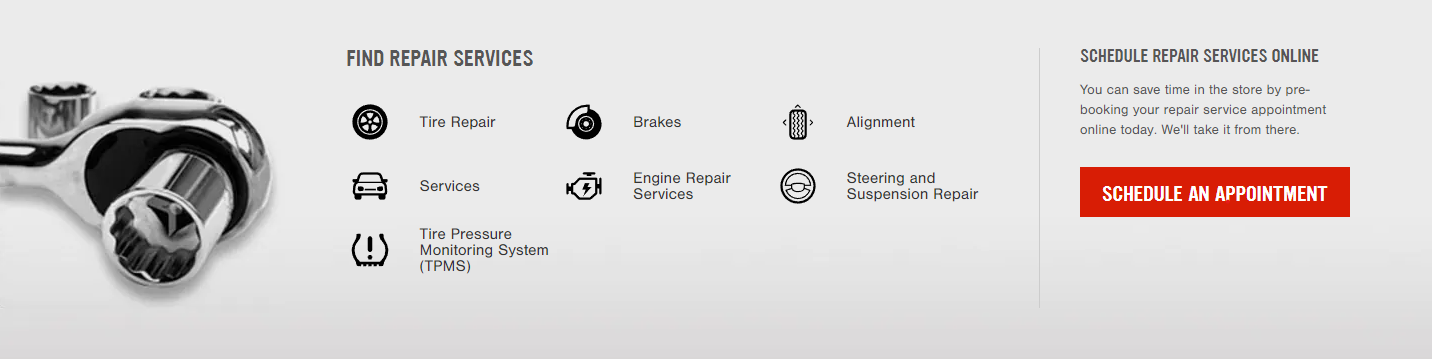 FIND REPAIR SERVICES
Tire Repair
Brakes
Alignment
Services
Engine Repair
Services
Steering and
Suspension Repair
Tire Pressure
Monitoring System
(TPMS)
SCHEDULE REPAIR SERVICES ONLINE
You can save time in the store by pre-
booking your repair service appointment
online today. We'll take it from there.
SCHEDULE AN APPOINTMENT